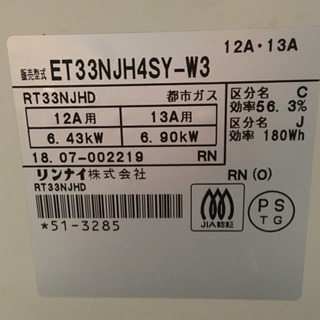 12A・13A
販売型式 ET33NJH4SY-W3
RT33NJHD 都市ガス
12A用 13A用
6.43kW 6.90kW
区分名 C
効率56.3%
区分名 J
効率 180Wh
18.07-002219 RN
リンナイ株式会社 RN (O)
RT33NJHD
*51-3285
JIA認証
PS
TG